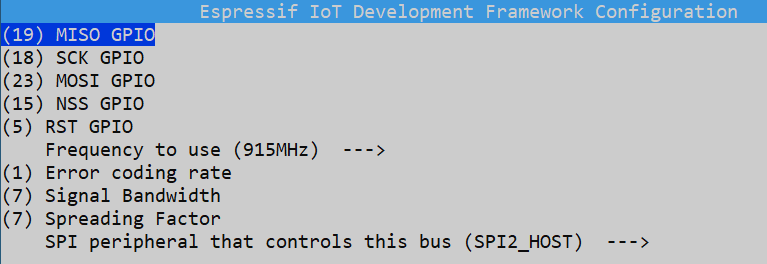 Espressif IoT Development Framework Configuration
(19) MISO GPIO
(18) SCK GPIO
(23) MOSI GPIO
(15) NSS GPIO
(5) RST GPIO
Frequency to use (915MHz)  --->
(1) Error coding rate
(7) Signal Bandwidth
(7) Spreading Factor
SPI peripheral that controls this bus (SPI2_HOST)  --->